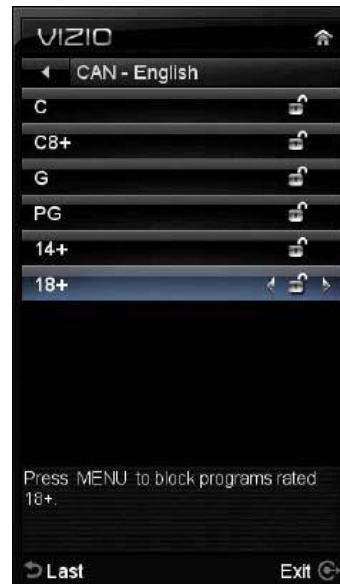 VIZIO
CAN - English
C
C8+
G
PG
14+
18+
Press MENU to block programs rated
18+.
Last
Exit